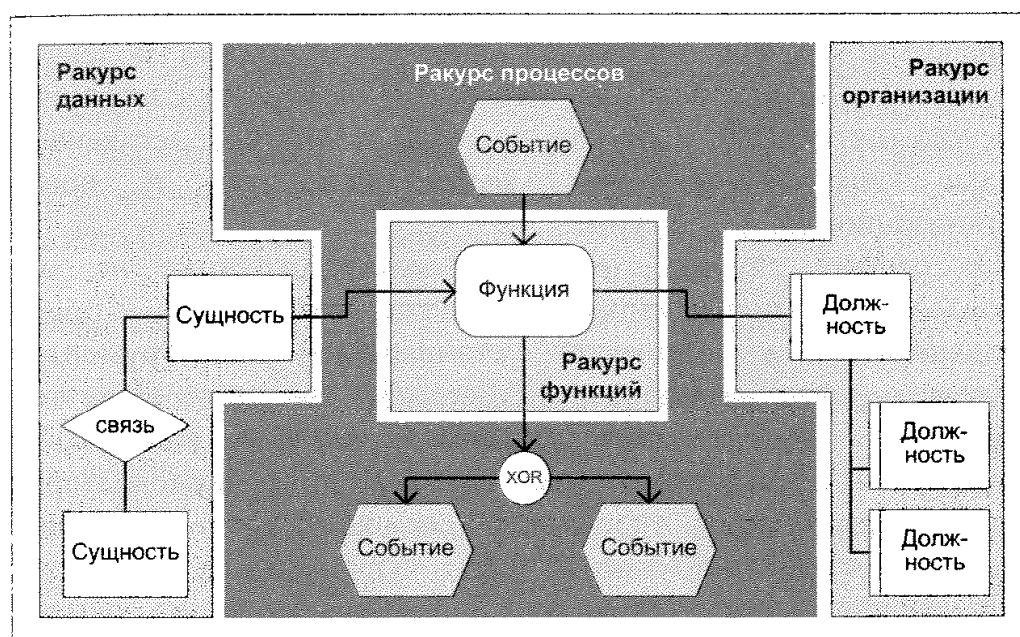 Ракурс
данных
Ракурс процессов
Ракурс
организации
Событие
Функция
Сущность
Долж-
ность
Ракурс
функций
связь
Долж-
ность
XOR
Сущность
Событие
Событие
Долж-
ность